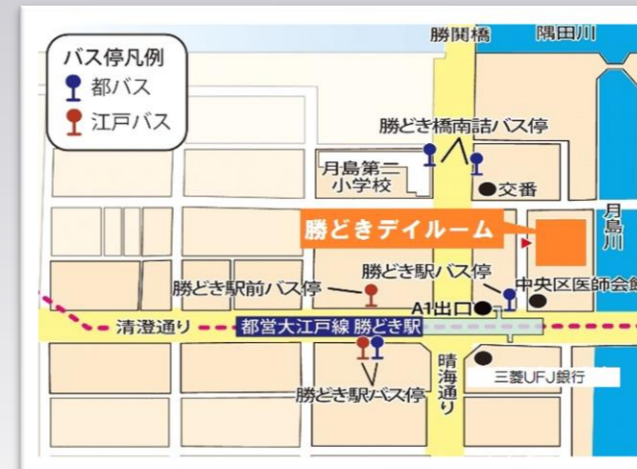 勝鬨橋
隅田川
バス停凡例
都バス
江戸バス
勝どき橋南詰バス停
月島第二
小学校
交番
月島川
勝どきデイルーム
勝どき駅バス停
中央区医師会館
勝どき駅前バス停
A1出口
清澄通り
都営大江戸線 勝どき駅
晴海通り
三菱UFJ銀行
勝どき駅バス停